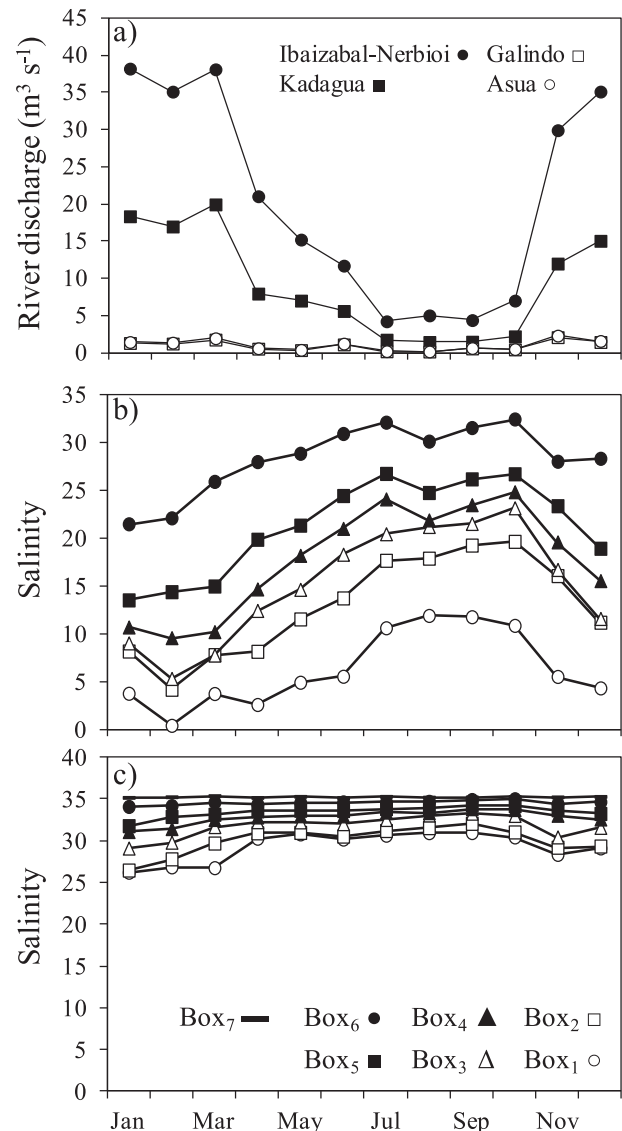 a)
Ibaizabal-Nerbioi Galindo
Kadagua Asua
River discharge (m³ s⁻¹)
45
40
35
30
25
20
15
10
5
0
b)
Salinity
35
30
25
20
15
10
5
0
c)
Salinity
40
35
30
25
20
15
10
5
0
Box₇ Box₆ Box₄ Box₂
Box₅ Box₃ Box₁
Jan Mar May Jul Sep Nov